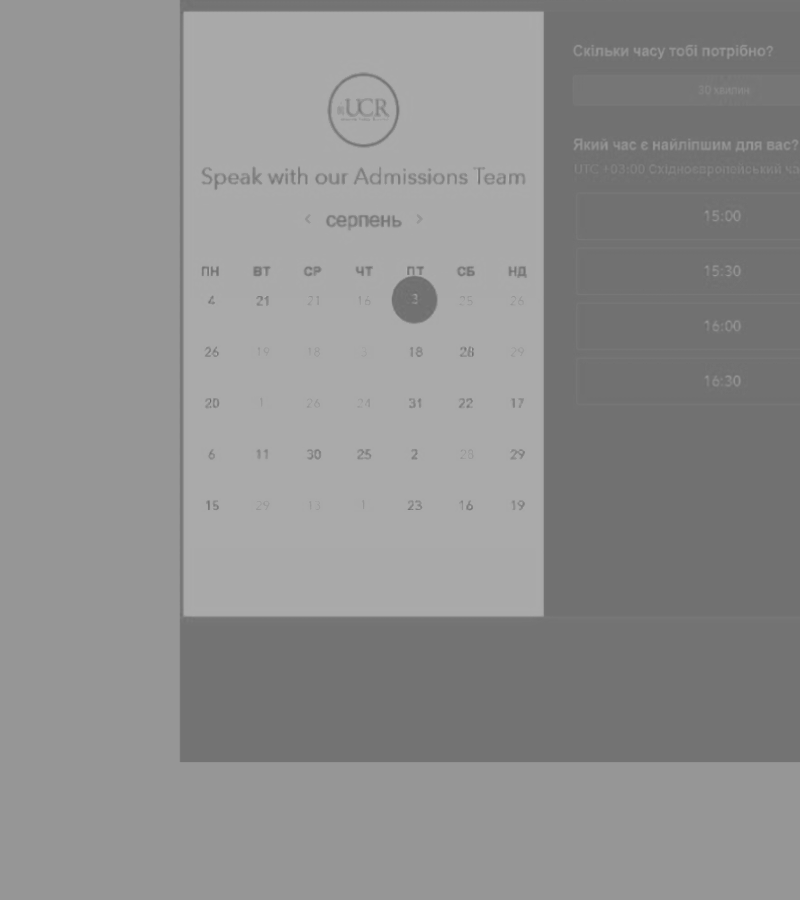 UCR
Speak with our Admissions Team
‹ серпень ›
ПН ВТ СР ЧТ ПТ СБ НД
4 21 21 16 3 25 26
26 19 18 18 28 29
20 1 26 24 31 22 17
6 11 30 25 2 28 29
15 29 13 1 23 16 19
Скільки часу тобі потрібно?
30 хвилин
Який час є найліпшим для вас?
UTC +03:00 Східноєвропейський ча
15:00
15:30
16:00
16:30